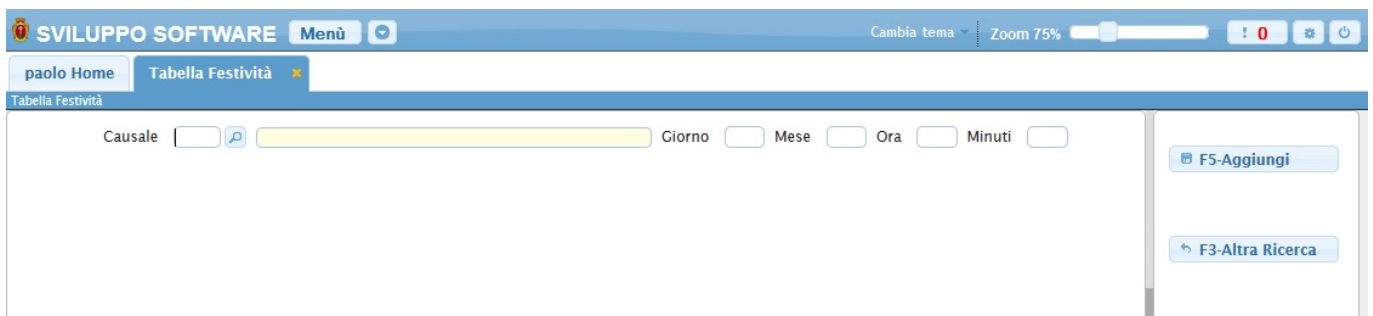 SVILUPPO SOFTWARE Menù Cambia tema Zoom 75% ! 0
paolo Home Tabella Festività ×
Tabella Festività
Causale Giorno Mese Ora Minuti
F5-Aggiungi
F3-Altra Ricerca